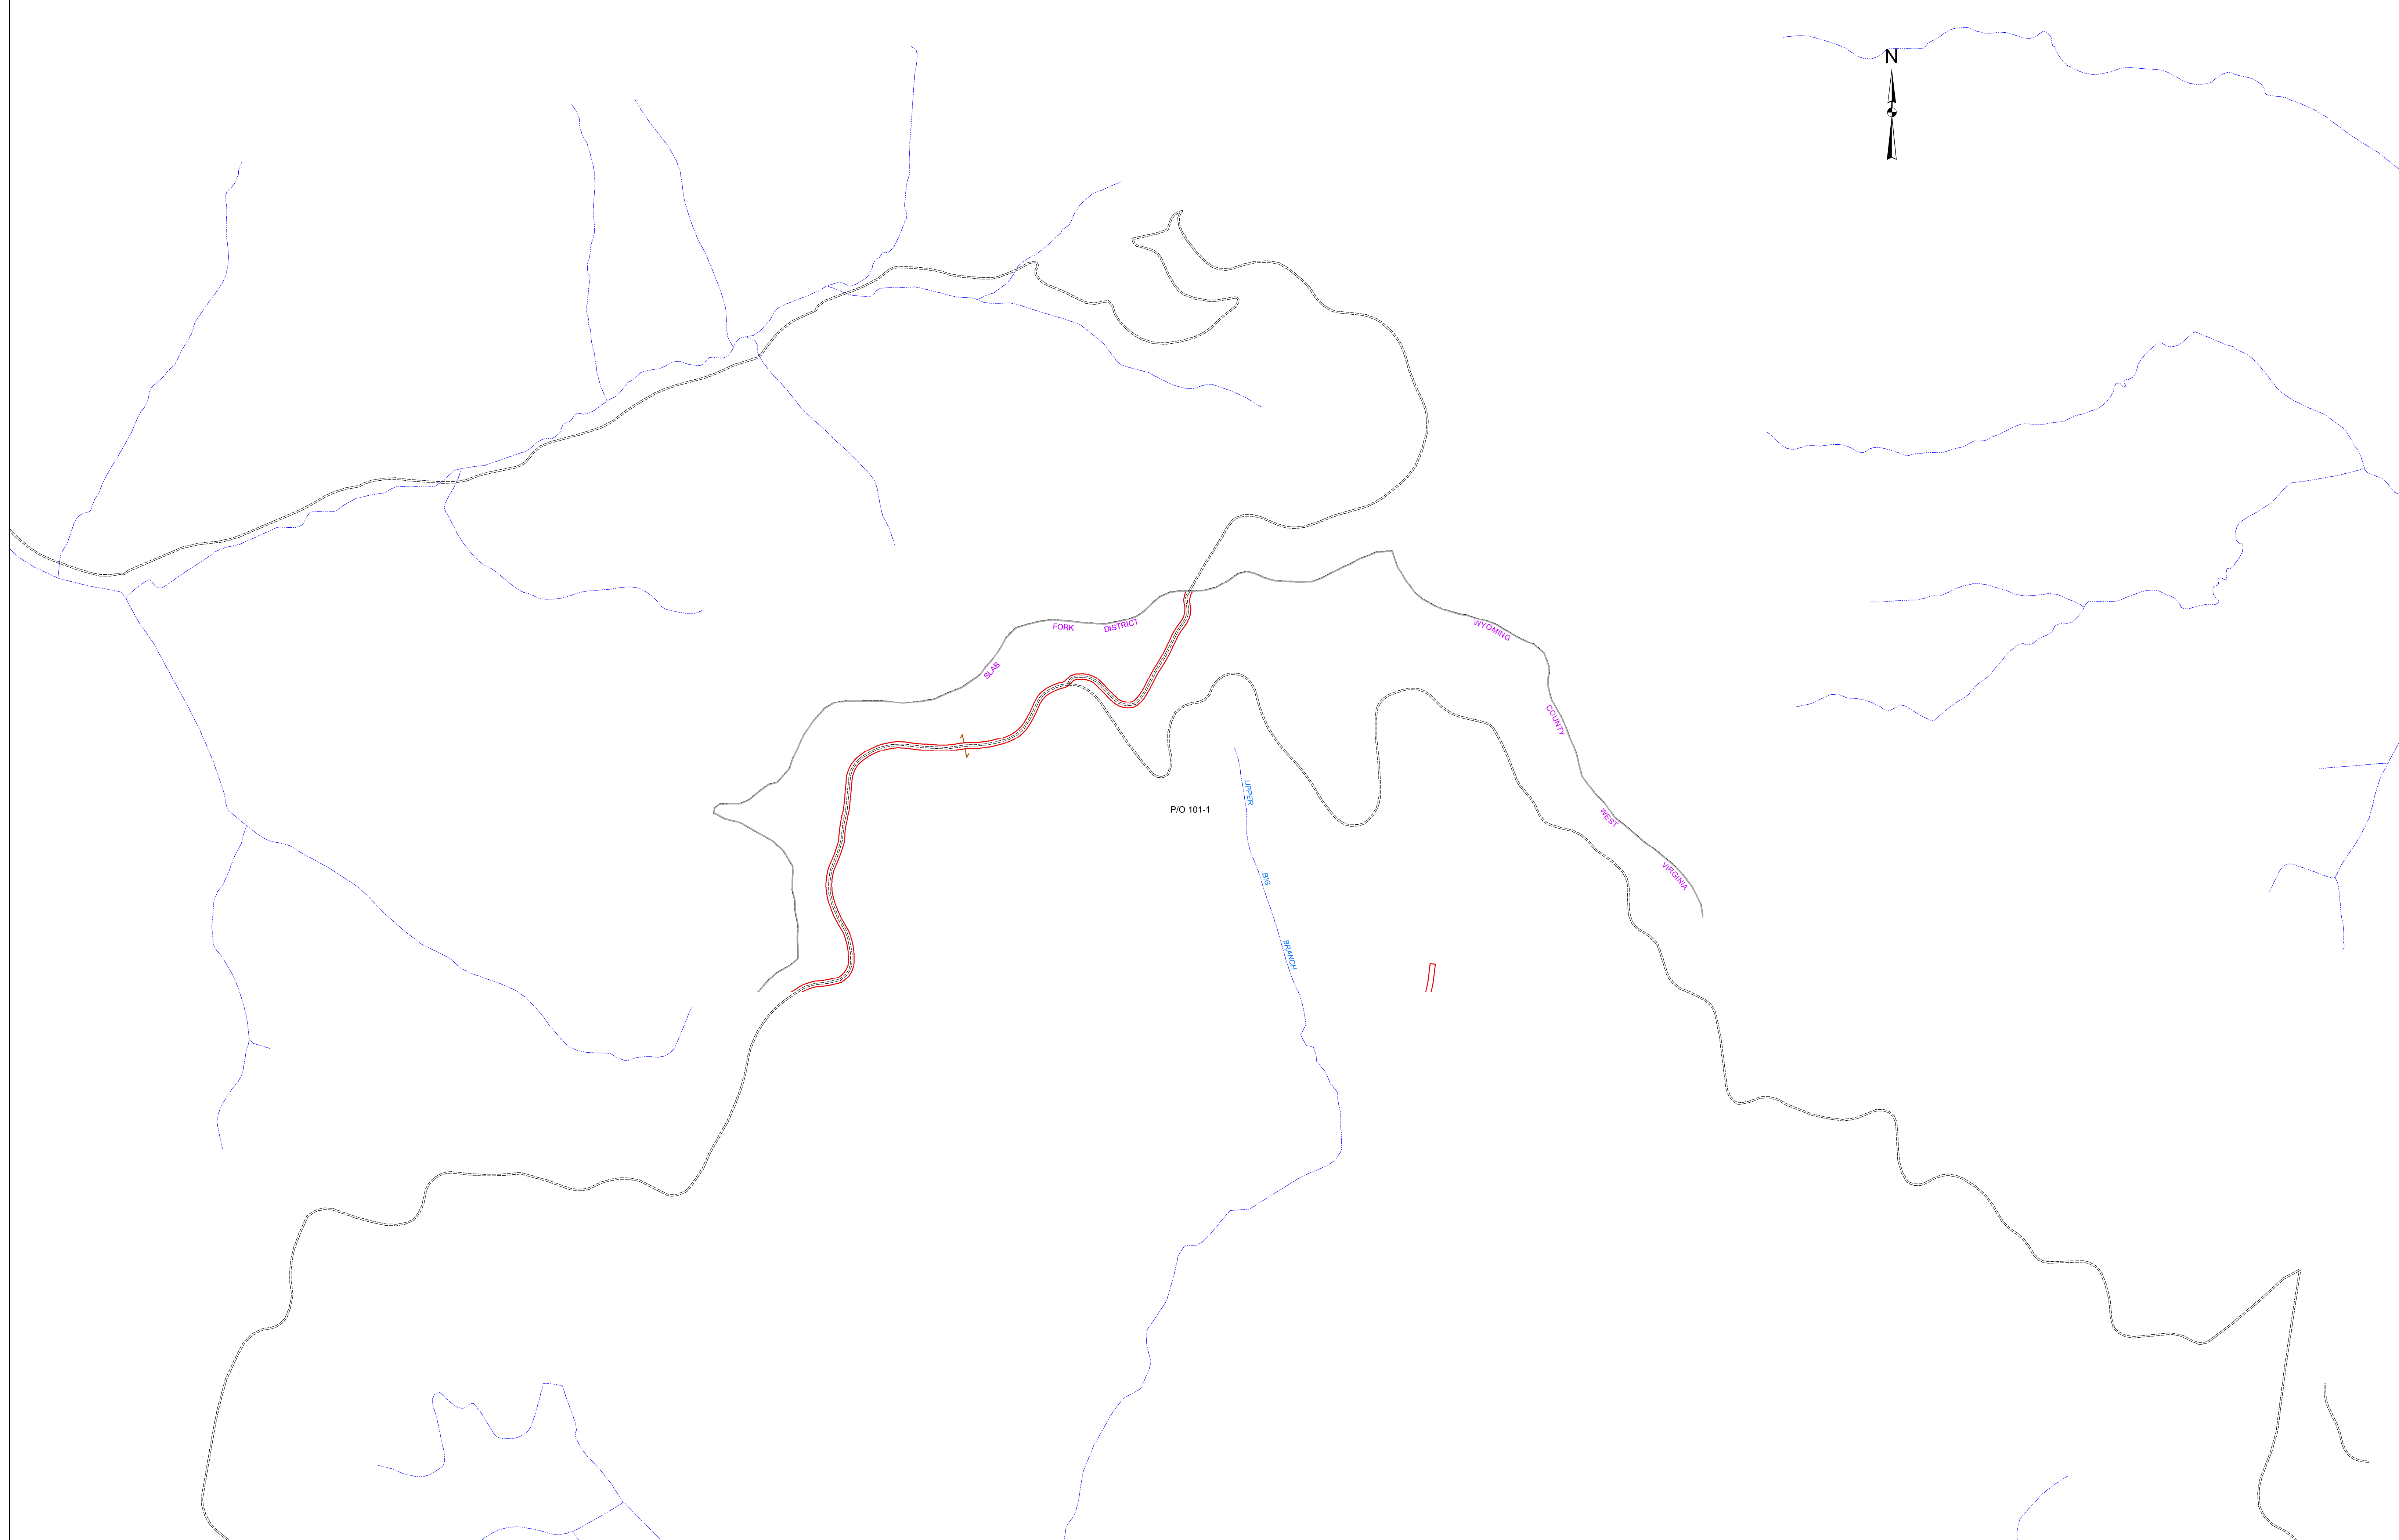 N
SLAB FORK DISTRICT
WYOMING COUNTY WEST VIRGINIA
P/O 101-1
UPPER BIG BRANCH